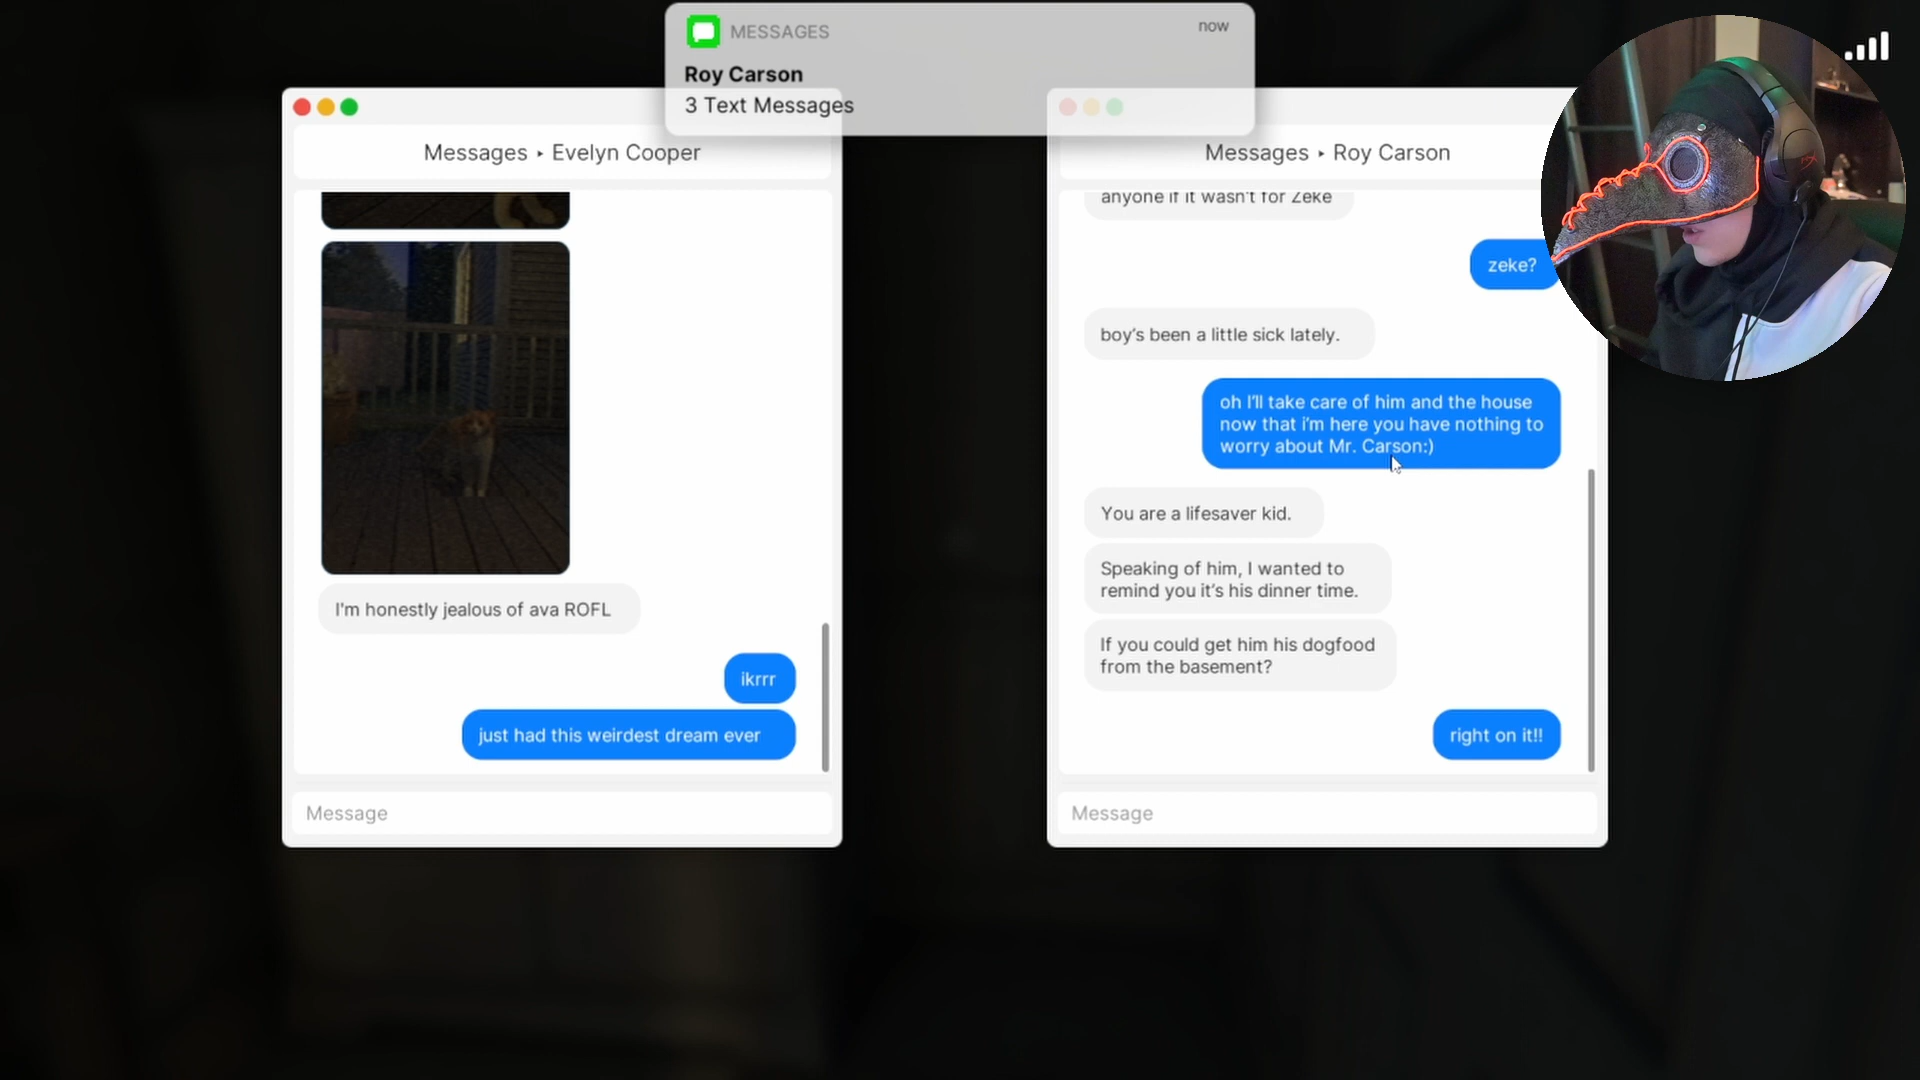 MESSAGES
now
Roy Carson
3 Text Messages
Messages ‣ Evelyn Cooper
I'm honestly jealous of ava ROFL
ikrrr
just had this weirdest dream ever
Message
Messages ‣ Roy Carson
anyone if it wasn't for Zeke
zeke?
boy's been a little sick lately.
oh I'll take care of him and the house
now that i'm here you have nothing to
worry about Mr. Carson:)
You are a lifesaver kid.
Speaking of him, I wanted to
remind you it's his dinner time.
If you could get him his dogfood
from the basement?
right on it!!
Message